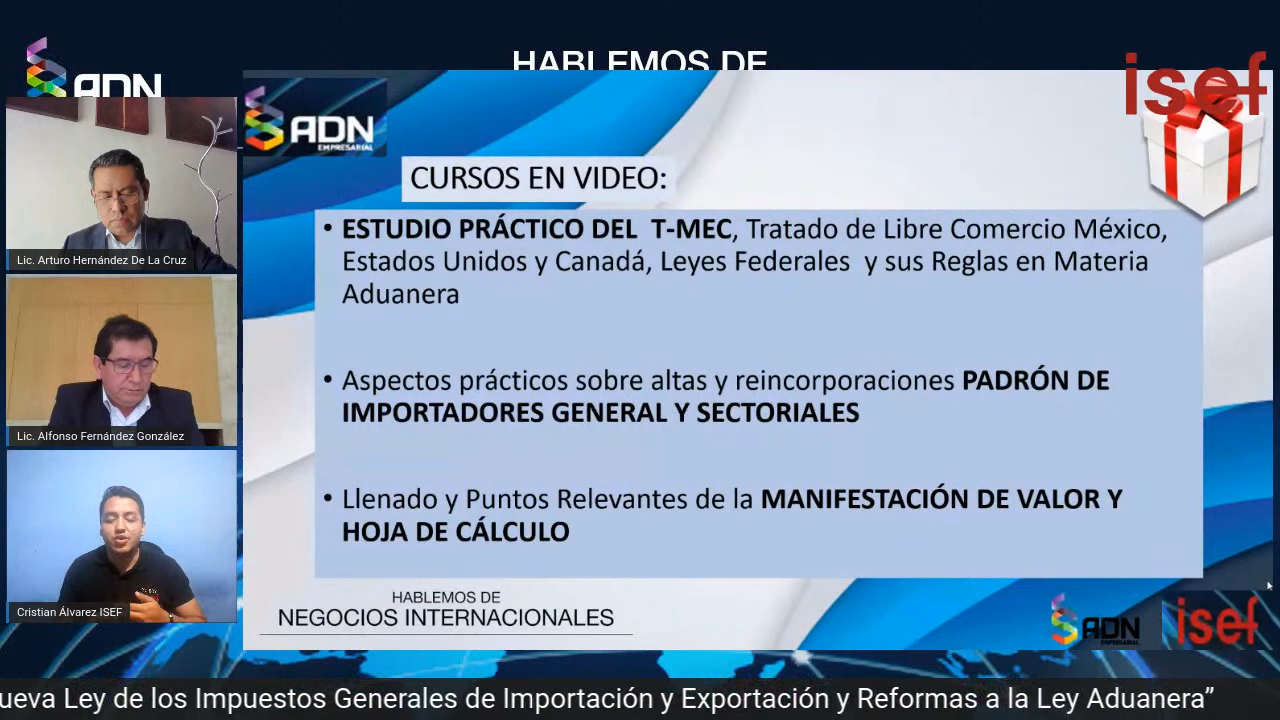 ADN
HABLEMOS DE
isef
ADN
EMPRESARIAL
CURSOS EN VIDEO:
• ESTUDIO PRÁCTICO DEL T-MEC, Tratado de Libre Comercio México,
Estados Unidos y Canadá, Leyes Federales y sus Reglas en Materia
Aduanera
• Aspectos prácticos sobre altas y reincorporaciones PADRÓN DE
IMPORTADORES GENERAL Y SECTORIALES
• Llenado y Puntos Relevantes de la MANIFESTACIÓN DE VALOR Y
HOJA DE CÁLCULO
Lic. Arturo Hernández De La Cruz
Lic. Alfonso Fernández González
Cristian Álvarez ISEF
HABLEMOS DE
NEGOCIOS INTERNACIONALES
ADN
EMPRESARIAL
isef
ueva Ley de los Impuestos Generales de Importación y Exportación y Reformas a la Ley Aduanera”